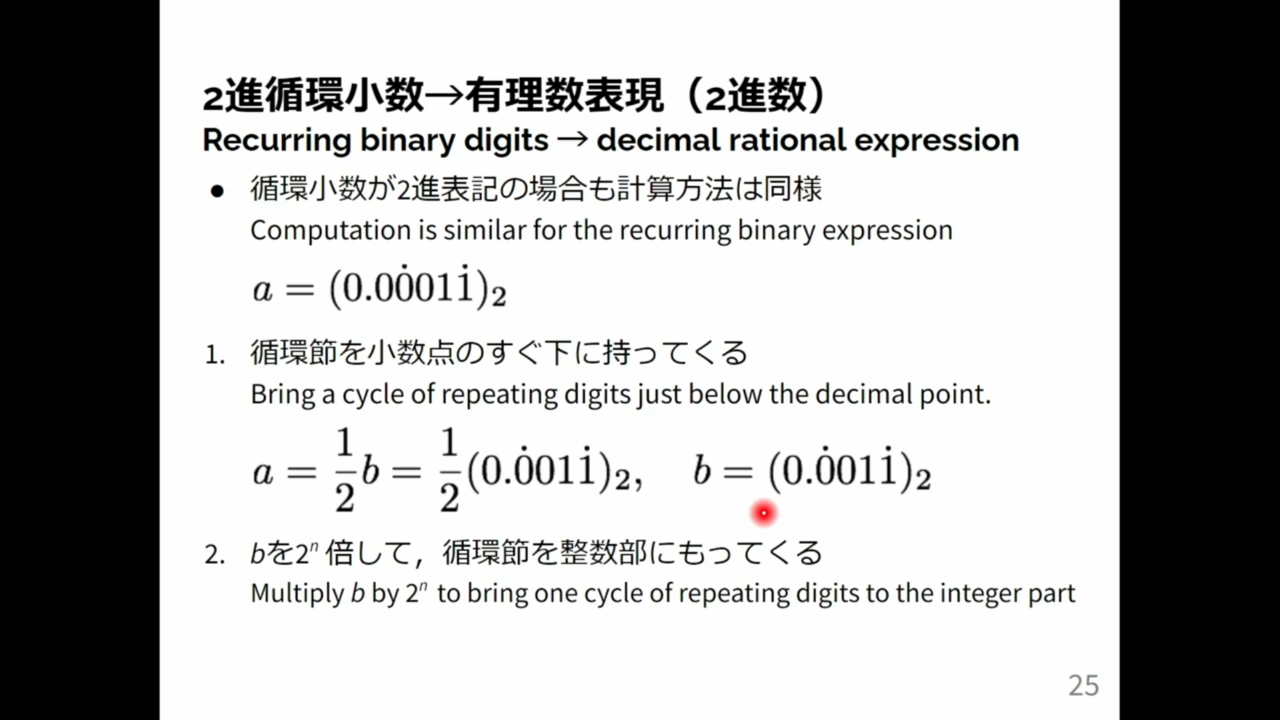 2進循環小数→有理数表現（2進数）
Recurring binary digits → decimal rational expression
● 循環小数が2進表記の場合も計算方法は同様
Computation is similar for the recurring binary expression
a = (0.00̇011̇)₂
1. 循環節を小数点のすぐ下に持ってくる
Bring a cycle of repeating digits just below the decimal point.
a = 1/2 b = 1/2 (0.0̇011̇)₂, b = (0.0̇011̇)₂
2. bを2ⁿ 倍して，循環節を整数部にもってくる
Multiply b by 2ⁿ to bring one cycle of repeating digits to the integer part
25